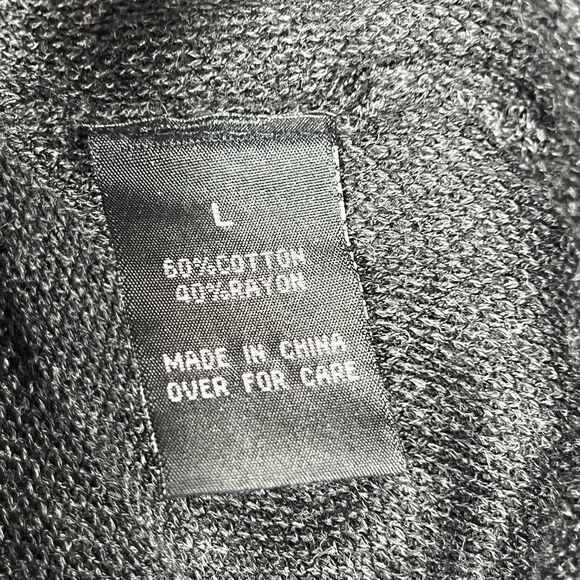 L
60%COTTON
40%RAYON
MADE IN CHINA
OVER FOR CARE